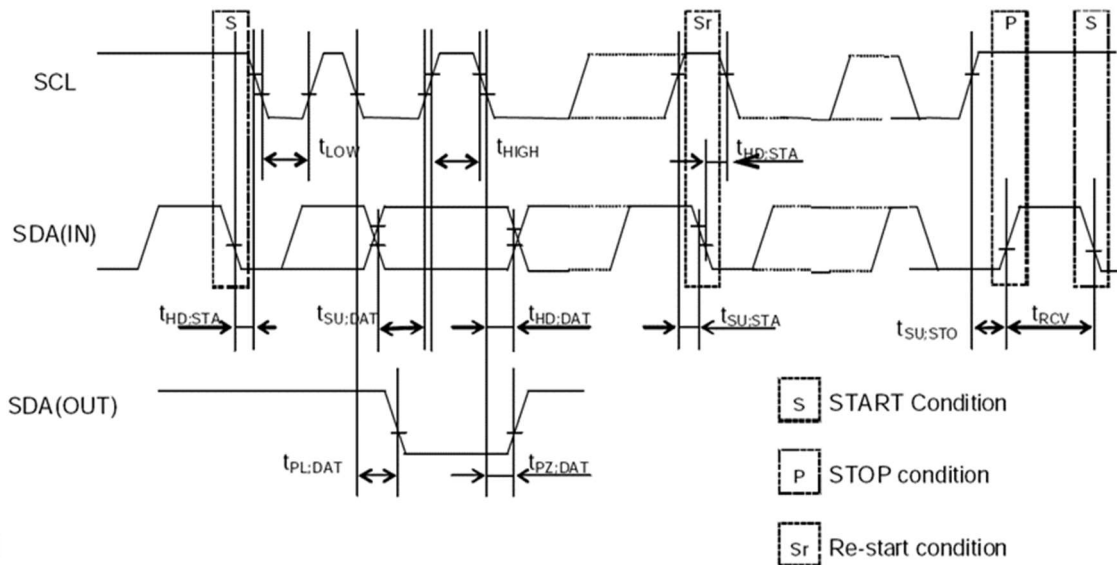 S Sr P S
SCL
tLOW tHIGH tHD;STA
SDA(IN)
tHD;STA tSU;DAT tHD;DAT tSU;STA tSU;STO tRCV
SDA(OUT)
tPL;DAT tPZ;DAT
S START Condition
P STOP condition
Sr Re-start condition